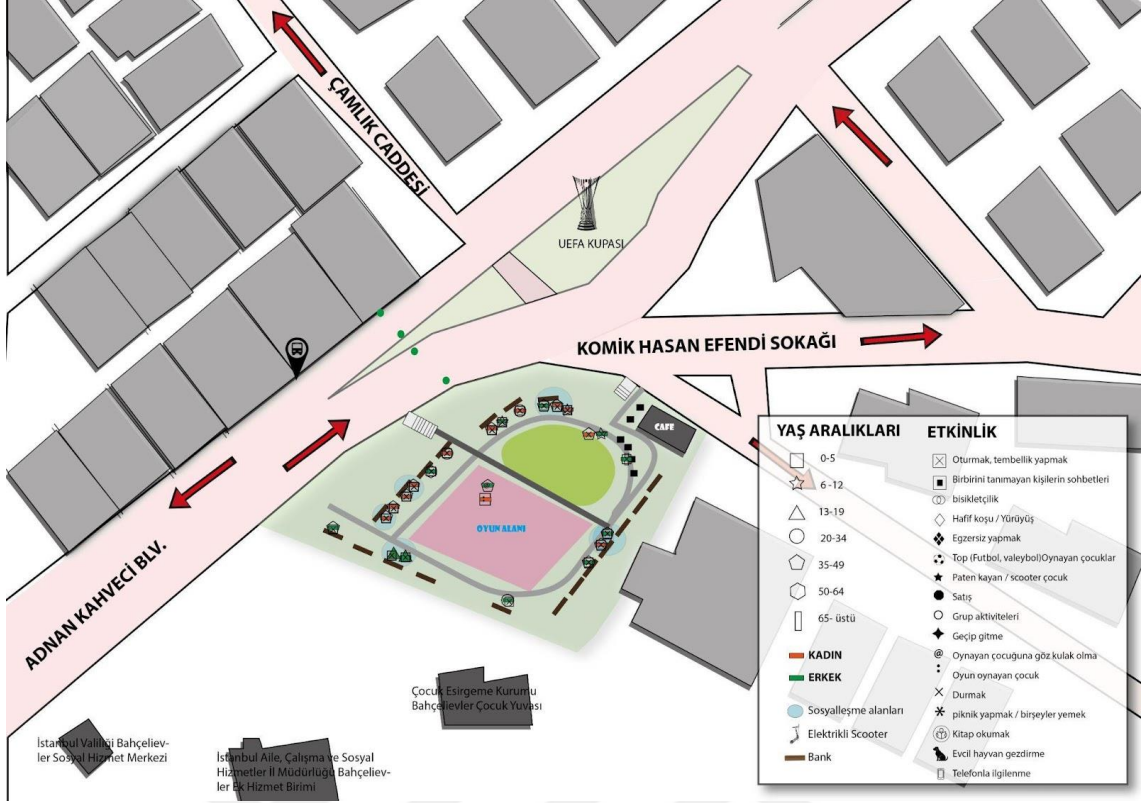 ÇAMLIK CADDESİ
UEFA KUPASI
KOMİK HASAN EFENDİ SOKAĞI
CAFE
OYUN ALANI
ADNAN KAHVECİ BLV.
Çocuk Esirgeme Kurumu
Bahçelievler Çocuk Yuvası
İstanbul Valiliği Bahçeliev-
ler Sosyal Hizmet Merkezi
İstanbul Aile, Çalışma ve Sosyal
Hizmetler İl Müdürlüğü Bahçeliev-
ler Ek Hizmet Birimi
YAŞ ARALIKLARI
0-5
6 -12
13-19
20-34
35-49
50-64
65- üstü
KADIN
ERKEK
Sosyalleşme alanları
Elektrikli Scooter
Bank
ETKİNLİK
Oturmak, tembellik yapmak
Birbirini tanımayan kişilerin sohbetleri
bisikletçilik
Hafif koşu / Yürüyüş
Egzersiz yapmak
Top (Futbol, valeybol)Oynayan çocuklar
Paten kayan / scooter çocuk
Satış
Grup aktiviteleri
Geçip gitme
@ Oynayan çocuğuna göz kulak olma
Oyun oynayan çocuk
Durmak
piknik yapmak / birşeyler yemek
Kitap okumak
Evcil hayvan gezdirme
Telefonla ilgilenme